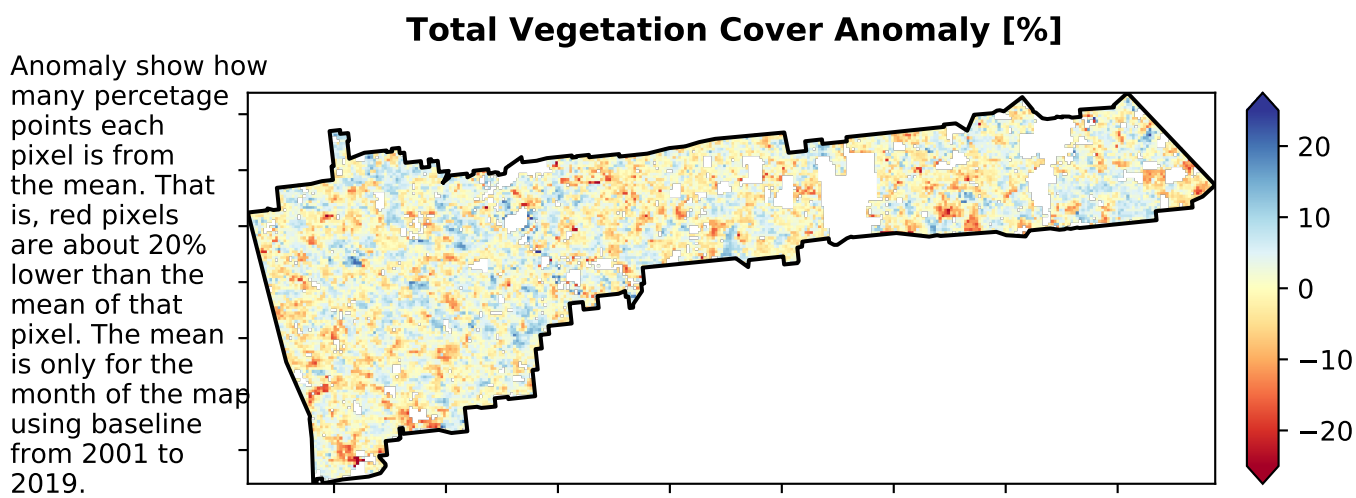 Total Vegetation Cover Anomaly [%]
Anomaly show how
many percetage
points each
pixel is from
the mean. That
is, red pixels
are about 20%
lower than the
mean of that
pixel. The mean
is only for the
month of the map
using baseline
from 2001 to
2019.
20
10
0
−10
−20